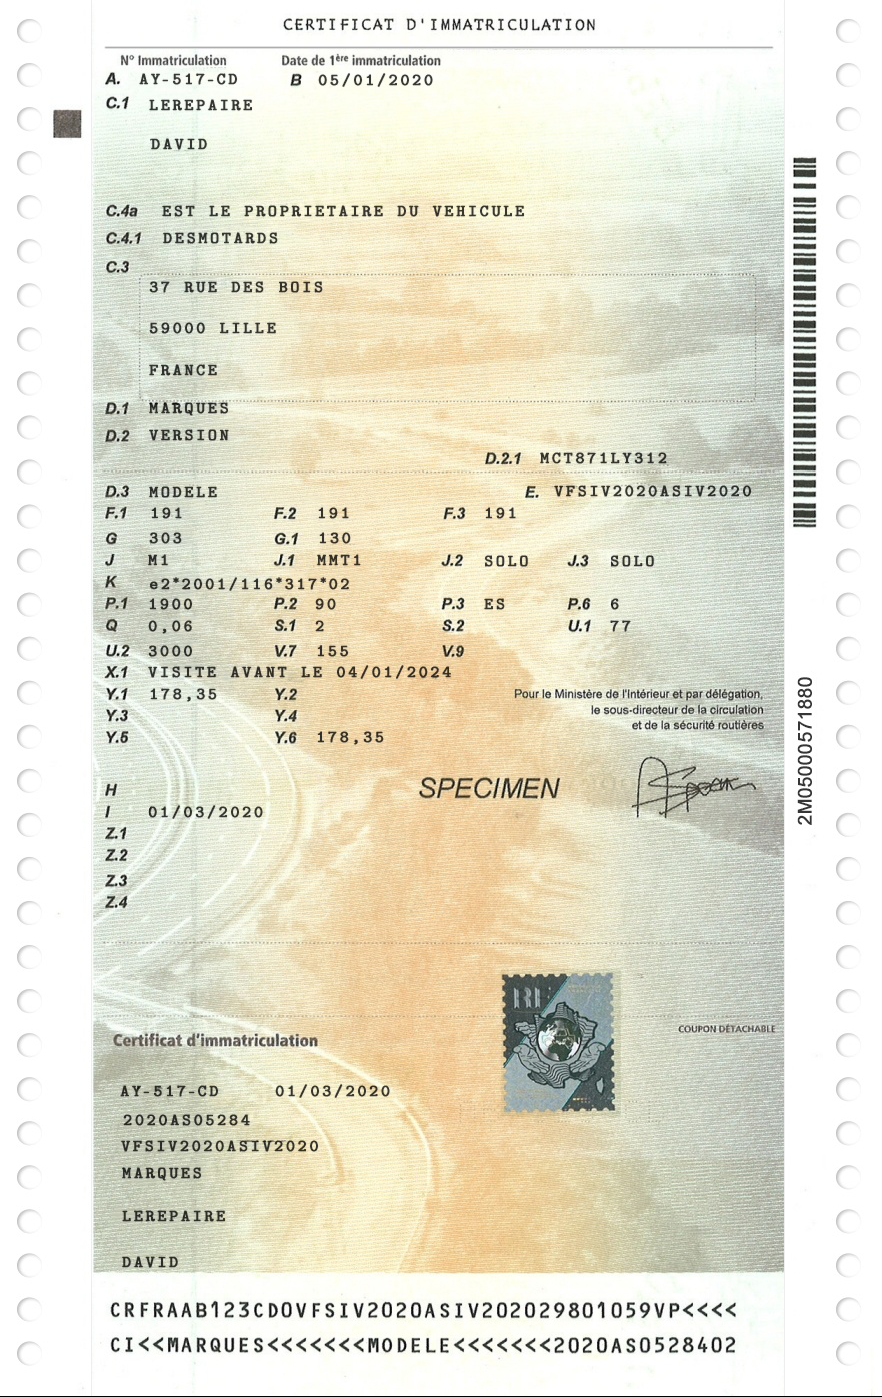 CERTIFICAT D'IMMATRICULATION
N° Immatriculation Date de 1ère immatriculation
A. AY-517-CD B 05/01/2020
C.1 LEREPAIRE
DAVID
C.4a EST LE PROPRIETAIRE DU VEHICULE
C.4.1 DESMOTARDS
C.3
37 RUE DES BOIS
59000 LILLE
FRANCE
D.1 MARQUES
D.2 VERSION
D.2.1 MCT871LY312
D.3 MODELE E. VFSIV2020ASIV2020
F.1 191 F.2 191 F.3 191
G 303 G.1 130
J M1 J.1 MMT1 J.2 SOLO J.3 SOLO
K e2*2001/116*317*02
P.1 1900 P.2 90 P.3 ES P.6 6
Q 0,06 S.1 2 S.2 U.1 77
U.2 3000 V.7 155 V.9
X.1 VISITE AVANT LE 04/01/2024
Y.1 178,35 Y.2
Y.3 Y.4
Y.5 Y.6 178,35
Pour le Ministère de l'Intérieur et par délégation,
le sous-directeur de la circulation
et de la sécurité routières
SPECIMEN
H
I 01/03/2020
Z.1
Z.2
Z.3
Z.4
2M05000571880
RF
COUPON DÉTACHABLE
Certificat d'immatriculation
AY-517-CD 01/03/2020
2020AS05284
VFSIV2020ASIV2020
MARQUES
LEREPAIRE
DAVID
CRFRAAB123CD0VFSIV2020ASIV202029801059VP<<<<
CI<<MARQUES<<<<<<<MODELE<<<<<<<2020AS0528402